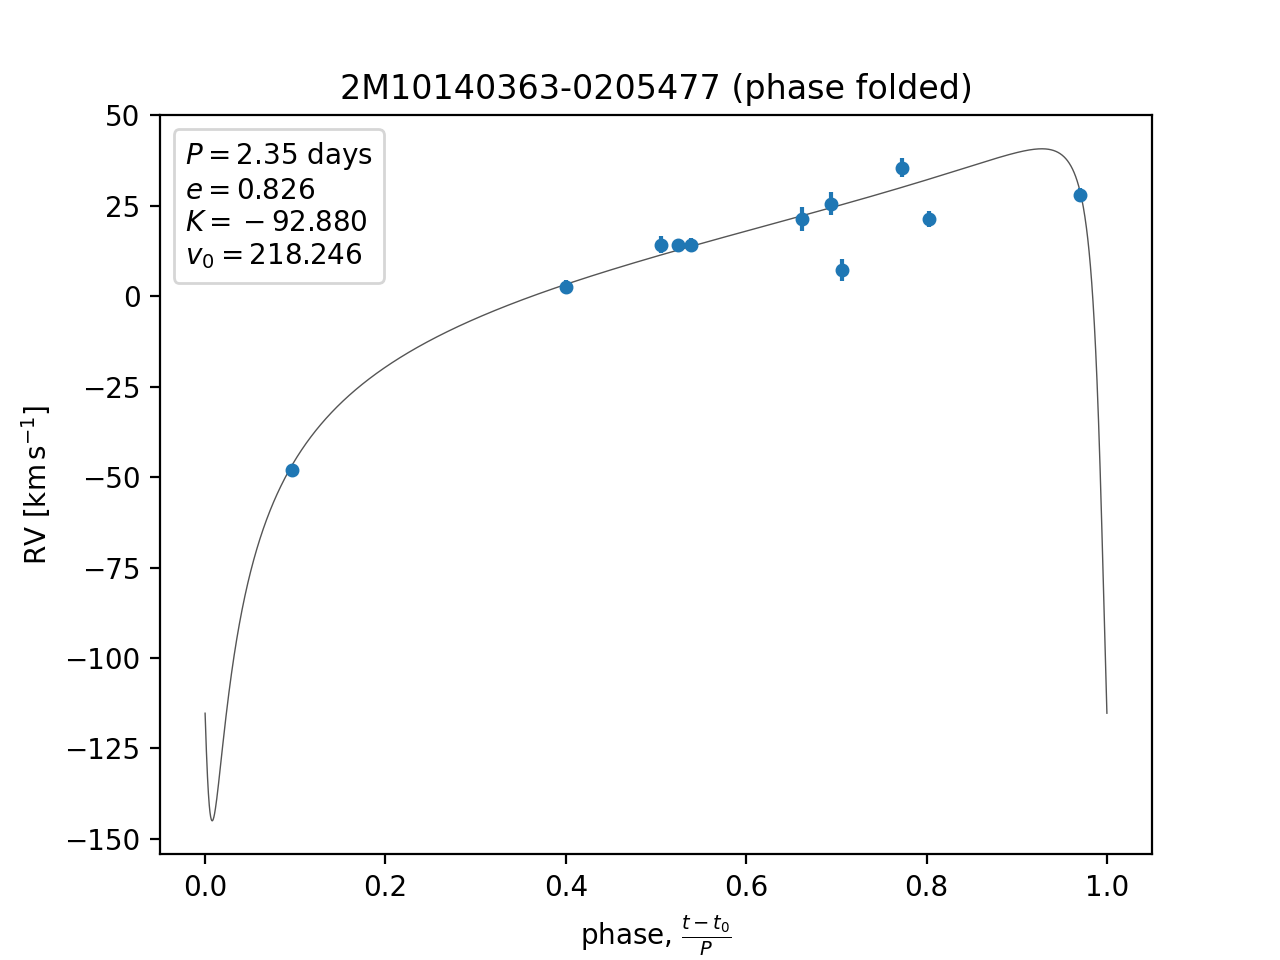 2M10140363-0205477 (phase folded)
P = 2.35 days
e = 0.826
K = −92.880
v₀ = 218.246
50
25
0
−25
−50
−75
−100
−125
−150
RV [km s⁻¹]
0.0 0.2 0.4 0.6 0.8 1.0
phase, (t − t₀)/P